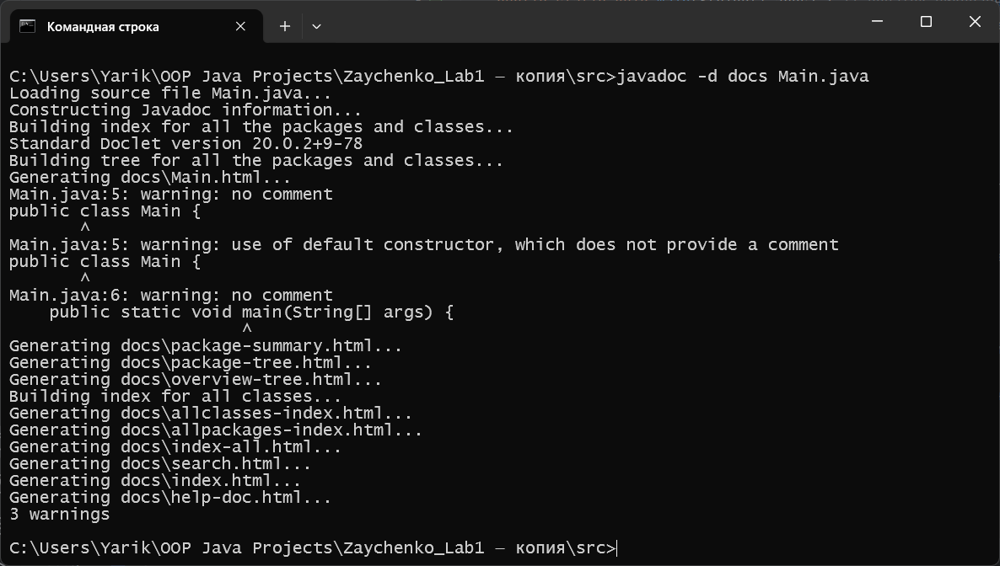 Командная строка
C:\Users\Yarik\OOP Java Projects\Zaychenko_Lab1 — копия\src>javadoc -d docs Main.java
Loading source file Main.java...
Constructing Javadoc information...
Building index for all the packages and classes...
Standard Doclet version 20.0.2+9-78
Building tree for all the packages and classes...
Generating docs\Main.html...
Main.java:5: warning: no comment
public class Main {
       ^
Main.java:5: warning: use of default constructor, which does not provide a comment
public class Main {
       ^
Main.java:6: warning: no comment
    public static void main(String[] args) {
                       ^
Generating docs\package-summary.html...
Generating docs\package-tree.html...
Generating docs\overview-tree.html...
Building index for all classes...
Generating docs\allclasses-index.html...
Generating docs\allpackages-index.html...
Generating docs\index-all.html...
Generating docs\search.html...
Generating docs\index.html...
Generating docs\help-doc.html...
3 warnings
C:\Users\Yarik\OOP Java Projects\Zaychenko_Lab1 — копия\src>